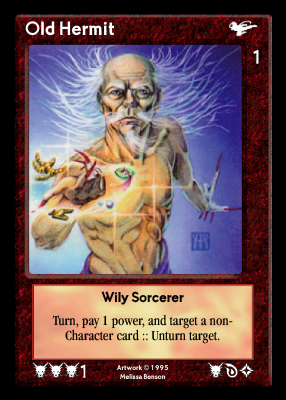 Old Hermit
1
Wily Sorcerer
Turn, pay 1 power, and target a non-
Character card :: Unturn target.
1
Artwork © 1995
Melissa Benson